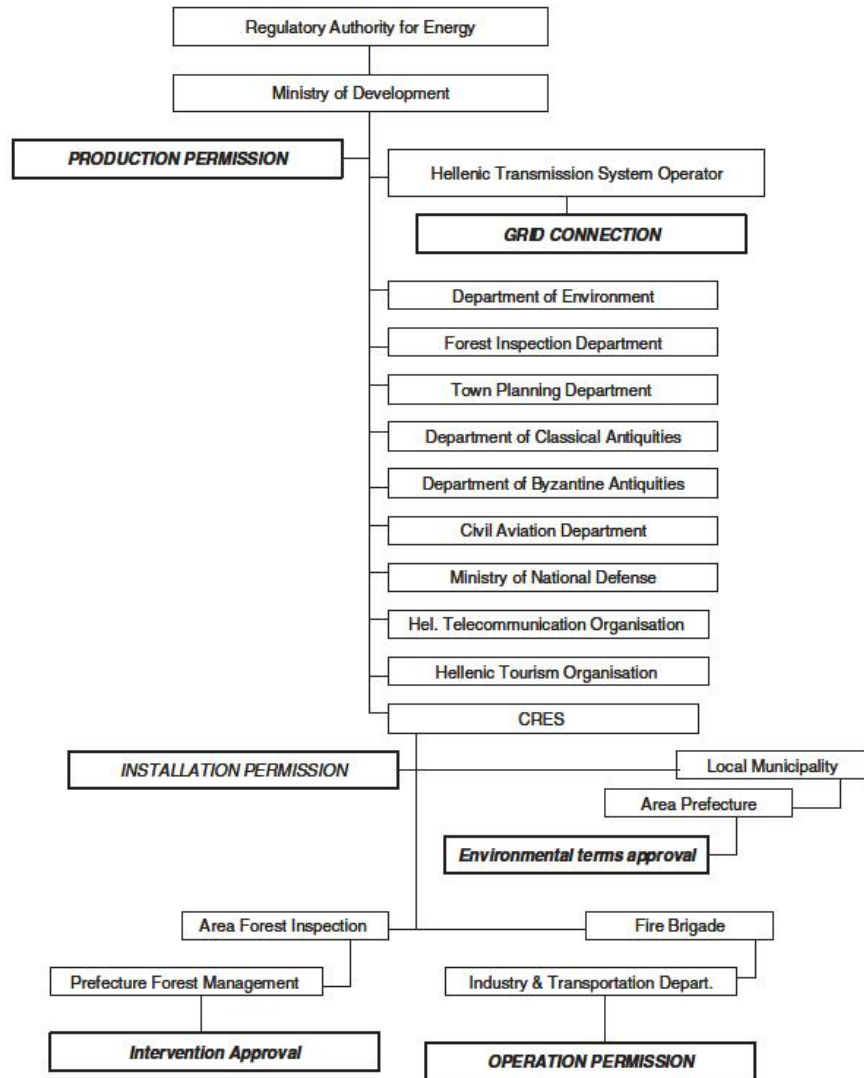 Regulatory Authority for Energy
Ministry of Development
PRODUCTION PERMISSION
Hellenic Transmission System Operator
GRID CONNECTION
Department of Environment
Forest Inspection Department
Town Planning Department
Department of Classical Antiquities
Department of Byzantine Antiquities
Civil Aviation Department
Ministry of National Defense
Hel. Telecommunication Organisation
Hellenic Tourism Organisation
CRES
INSTALLATION PERMISSION
Local Municipality
Area Prefecture
Environmental terms approval
Area Forest Inspection
Fire Brigade
Prefecture Forest Management
Industry & Transportation Depart.
Intervention Approval
OPERATION PERMISSION